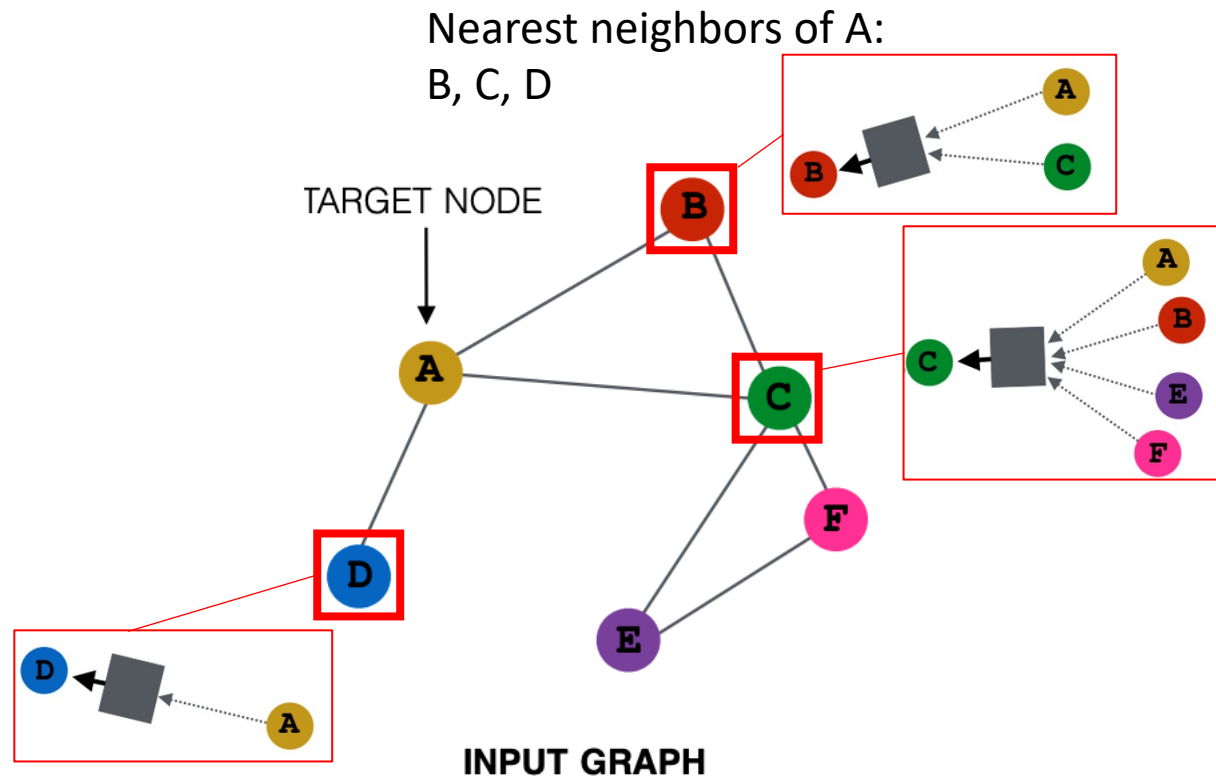 Nearest neighbors of A:
B, C, D
A
B
C
TARGET NODE
B
A
C
A
B
E
F
C
D
F
E
D
A
INPUT GRAPH